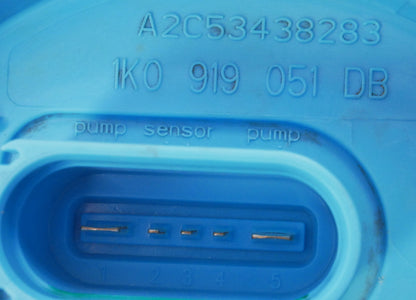 A2C53438283
1K0 919 051 DB
pump sensor pump
1 2 3 4 5